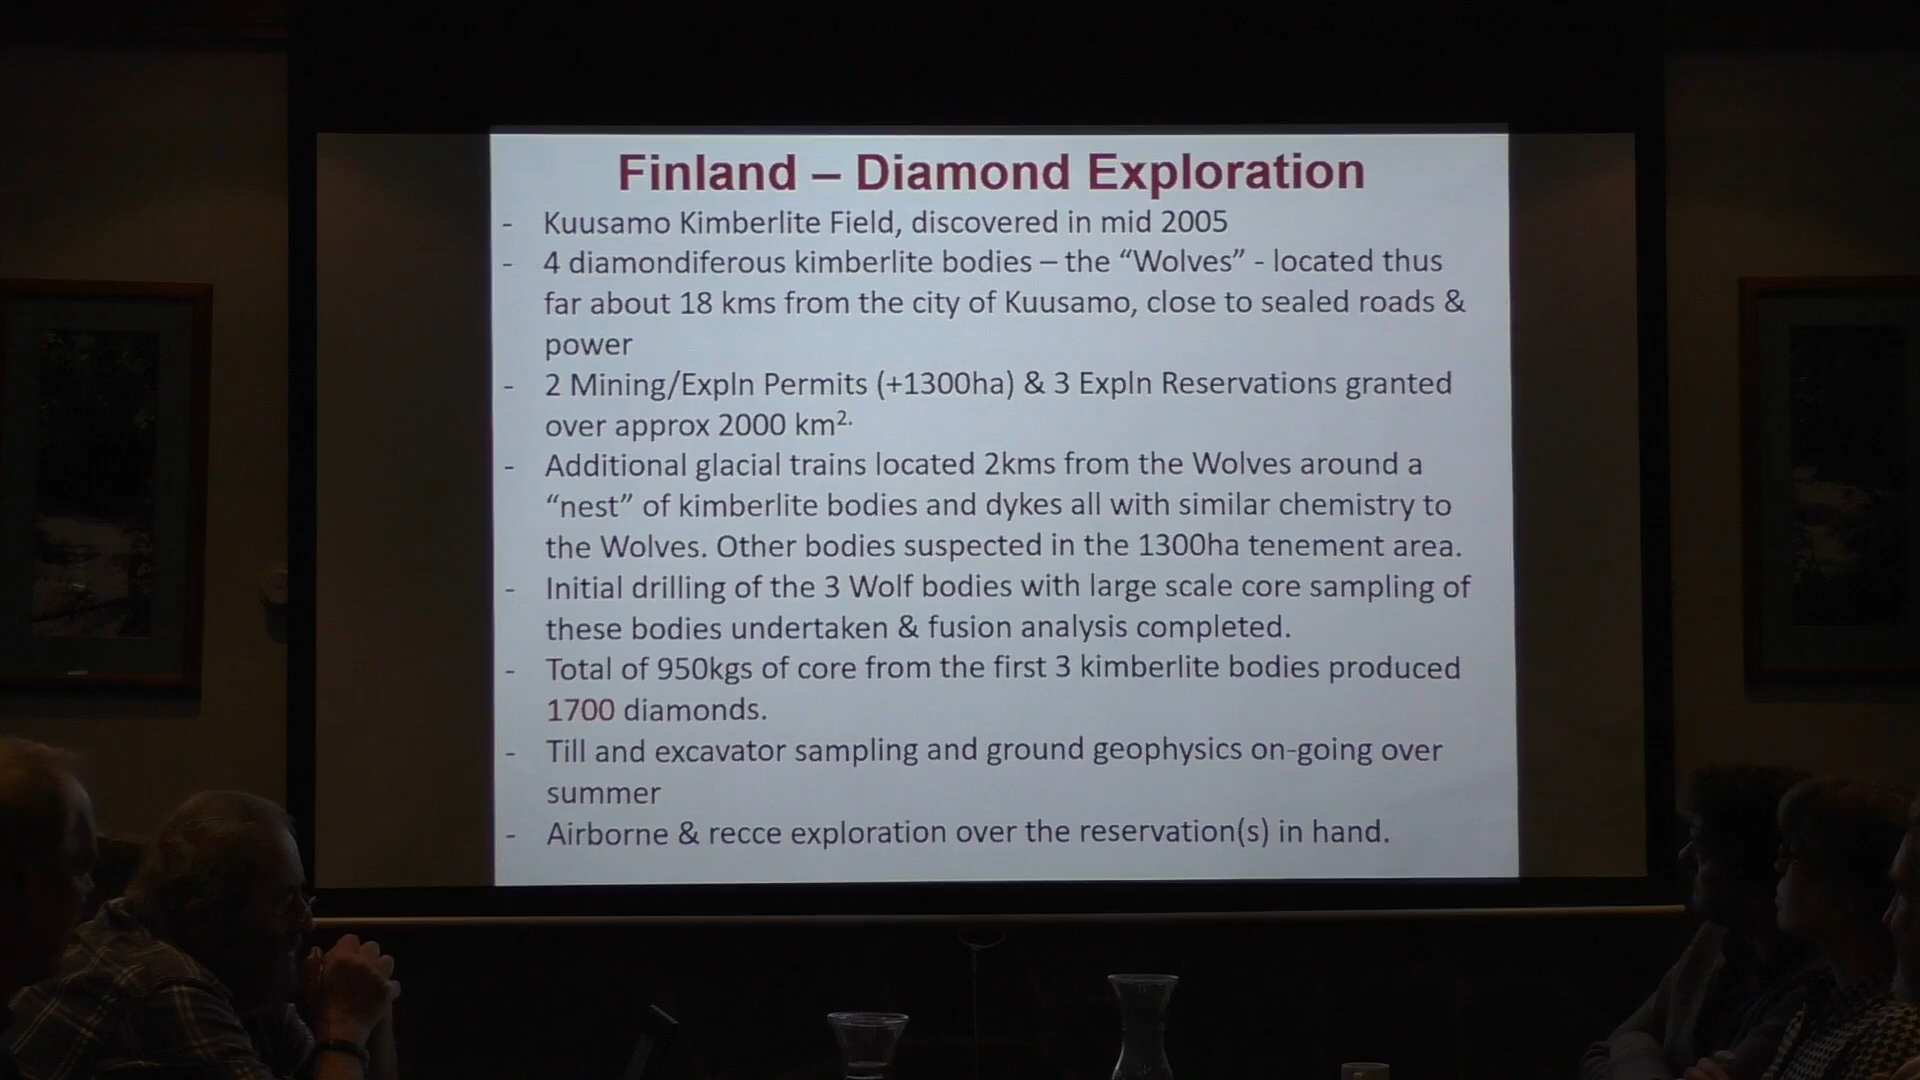 Finland – Diamond Exploration
- Kuusamo Kimberlite Field, discovered in mid 2005
- 4 diamondiferous kimberlite bodies – the “Wolves” - located thus
far about 18 kms from the city of Kuusamo, close to sealed roads &
power
- 2 Mining/Expln Permits (+1300ha) & 3 Expln Reservations granted
over approx 2000 km².
- Additional glacial trains located 2kms from the Wolves around a
“nest” of kimberlite bodies and dykes all with similar chemistry to
the Wolves. Other bodies suspected in the 1300ha tenement area.
- Initial drilling of the 3 Wolf bodies with large scale core sampling of
these bodies undertaken & fusion analysis completed.
- Total of 950kgs of core from the first 3 kimberlite bodies produced
1700 diamonds.
- Till and excavator sampling and ground geophysics on-going over
summer
- Airborne & recce exploration over the reservation(s) in hand.